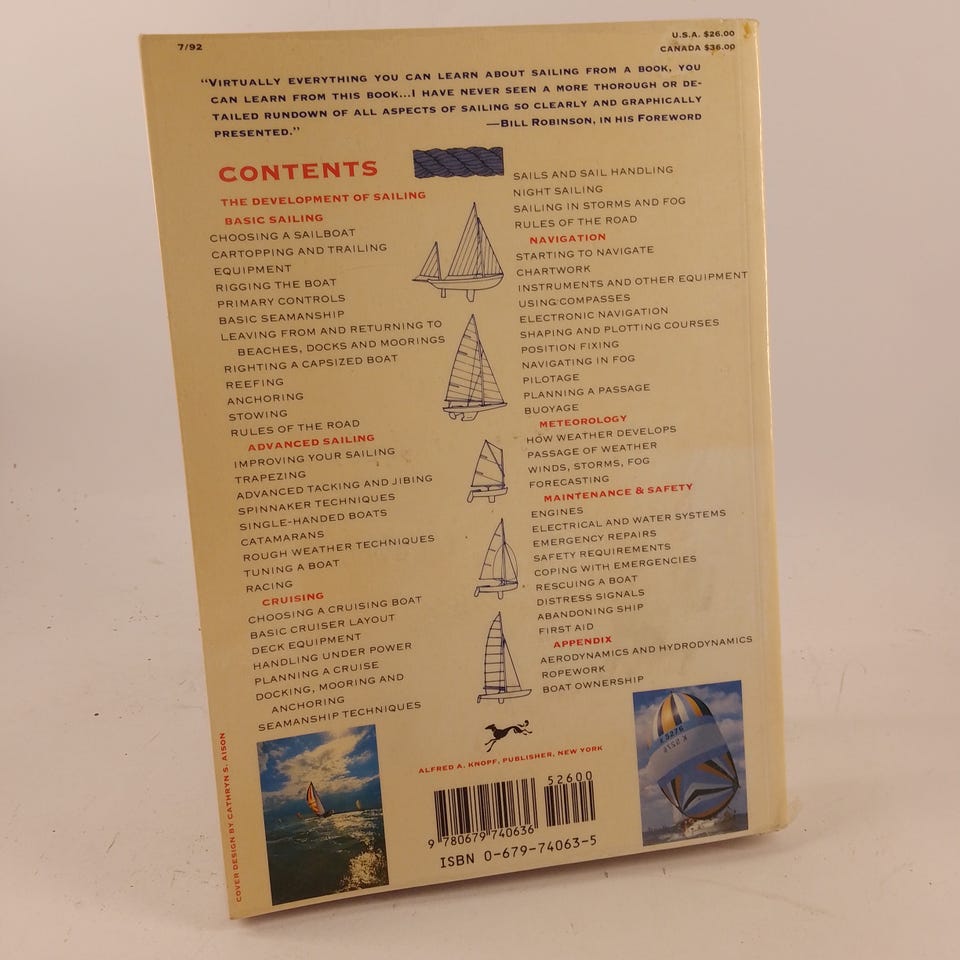 7/92
U.S.A. $26.00
CANADA $36.00
"VIRTUALLY EVERYTHING YOU CAN LEARN ABOUT SAILING FROM A BOOK, YOU
CAN LEARN FROM THIS BOOK...I HAVE NEVER SEEN A MORE THOROUGH OR DE-
TAILED RUNDOWN OF ALL ASPECTS OF SAILING SO CLEARLY AND GRAPHICALLY
PRESENTED."
—BILL ROBINSON, IN HIS FOREWORD
CONTENTS
THE DEVELOPMENT OF SAILING
BASIC SAILING
CHOOSING A SAILBOAT
CARTOPPING AND TRAILING
EQUIPMENT
RIGGING THE BOAT
PRIMARY CONTROLS
BASIC SEAMANSHIP
LEAVING FROM AND RETURNING TO
BEACHES, DOCKS AND MOORINGS
RIGHTING A CAPSIZED BOAT
REEFING
ANCHORING
STOWING
RULES OF THE ROAD
ADVANCED SAILING
IMPROVING YOUR SAILING
TRAPEZING
ADVANCED TACKING AND JIBING
SPINNAKER TECHNIQUES
SINGLE-HANDED BOATS
CATAMARANS
ROUGH WEATHER TECHNIQUES
TUNING A BOAT
RACING
CRUISING
CHOOSING A CRUISING BOAT
BASIC CRUISER LAYOUT
DECK EQUIPMENT
HANDLING UNDER POWER
PLANNING A CRUISE
DOCKING, MOORING AND
ANCHORING
SEAMANSHIP TECHNIQUES
SAILS AND SAIL HANDLING
NIGHT SAILING
SAILING IN STORMS AND FOG
RULES OF THE ROAD
NAVIGATION
STARTING TO NAVIGATE
CHARTWORK
INSTRUMENTS AND OTHER EQUIPMENT
USING COMPASSES
ELECTRONIC NAVIGATION
SHAPING AND PLOTTING COURSES
POSITION FIXING
NAVIGATING IN FOG
PILOTAGE
PLANNING A PASSAGE
BUOYAGE
METEOROLOGY
HOW WEATHER DEVELOPS
PASSAGE OF WEATHER
WINDS, STORMS, FOG
FORECASTING
MAINTENANCE & SAFETY
ENGINES
ELECTRICAL AND WATER SYSTEMS
EMERGENCY REPAIRS
SAFETY REQUIREMENTS
COPING WITH EMERGENCIES
RESCUING A BOAT
DISTRESS SIGNALS
ABANDONING SHIP
FIRST AID
APPENDIX
AERODYNAMICS AND HYDRODYNAMICS
ROPEWORK
BOAT OWNERSHIP
COVER DESIGN BY CATHRYN S. AISON
ALFRED A. KNOPF, PUBLISHER, NEW YORK
52600
9 780679 740636
ISBN 0-679-74063-5
K 5276